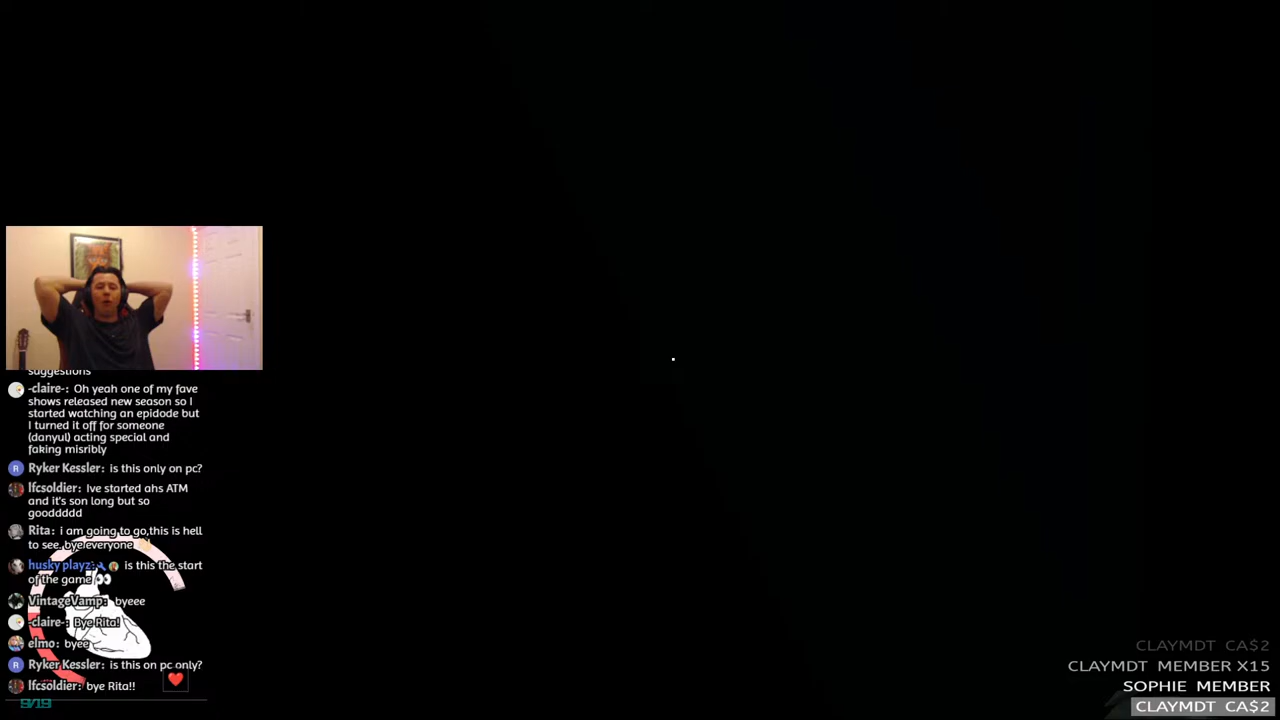 suggestions
-claire-: Oh yeah one of my fave
shows released new season so I
started watching an epidode but
I turned it off for someone
(danyul) acting special and
faking misribly
Ryker Kessler: is this only on pc?
lfcsoldier: Ive started ahs ATM
and it's son long but so
gooddddd
Rita: i am going to go,this is hell
to see. bye everyone
husky playz: is this the start
of the game
VintageVamp: byeee
-claire-: Bye Rita!
elmo: byee
Ryker Kessler: is this on pc only?
lfcsoldier: bye Rita!!
9/19
CLAYMDT CA$2
CLAYMDT MEMBER X15
SOPHIE MEMBER
CLAYMDT CA$2